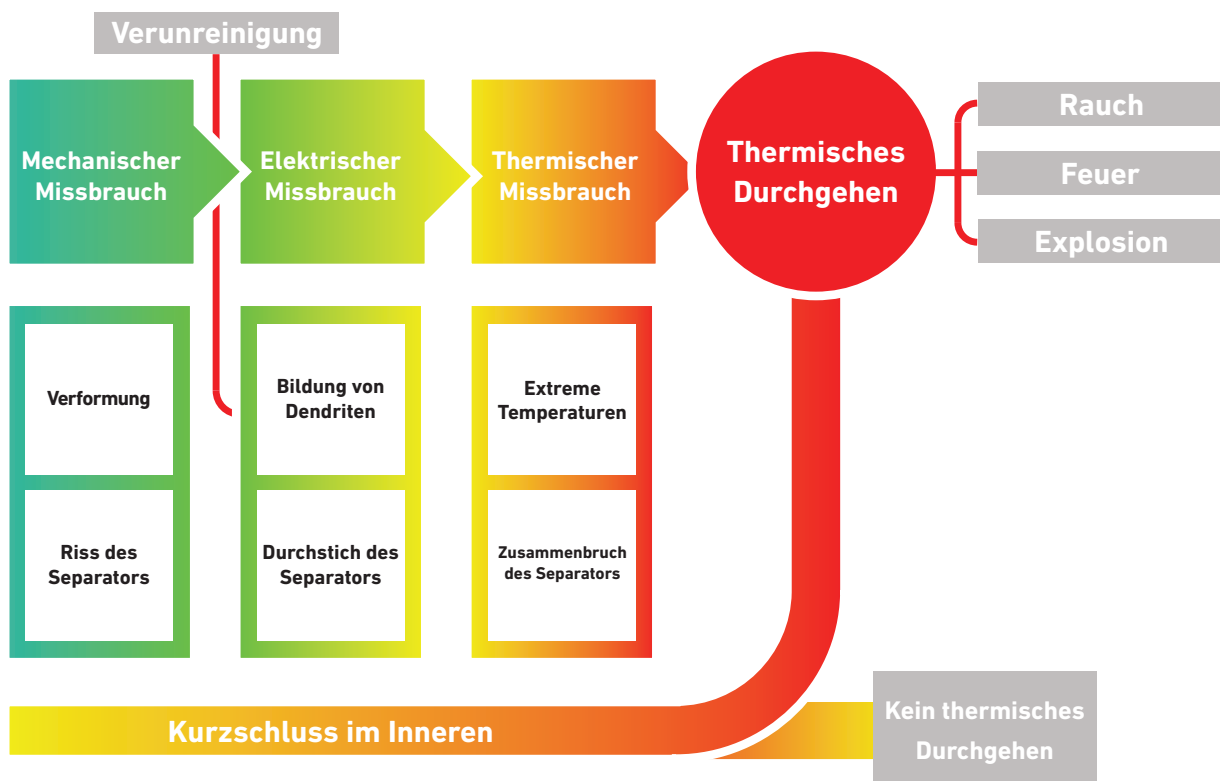 Verunreinigung
Mechanischer
Missbrauch
Elektrischer
Missbrauch
Thermischer
Missbrauch
Thermisches
Durchgehen
Rauch
Feuer
Explosion
Verformung
Riss des
Separators
Bildung von
Dendriten
Durchstich des
Separators
Extreme
Temperaturen
Zusammenbruch
des Separators
Kurzschluss im Inneren
Kein thermisches
Durchgehen